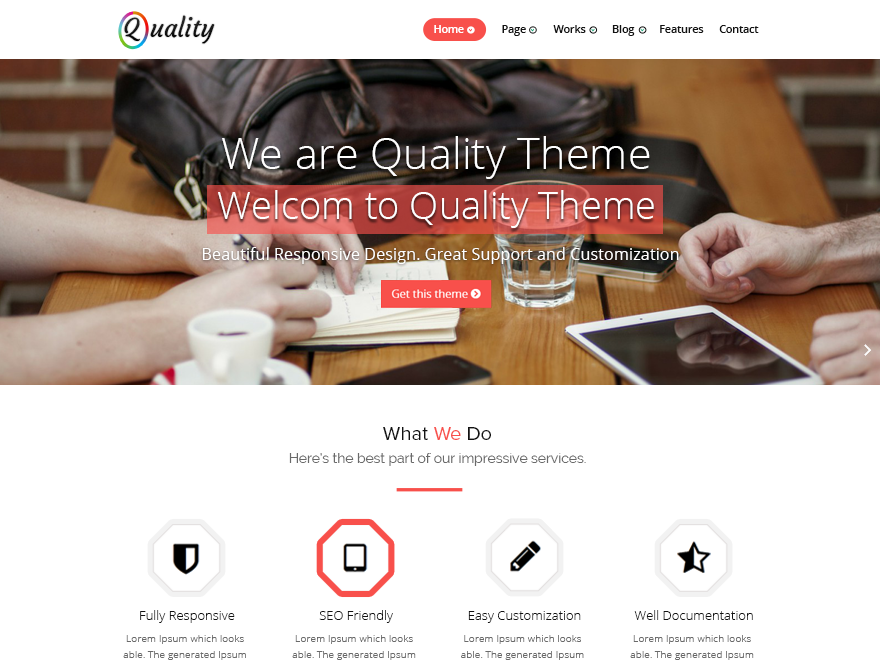 Quality
Home Page Works Blog Features Contact
We are Quality Theme
Welcom to Quality Theme
Beautiful Responsive Design. Great Support and Customization
Get this theme
What We Do
Here's the best part of our impressive services.
Fully Responsive SEO Friendly Easy Customization Well Documentation
Lorem Ipsum which looks Lorem Ipsum which looks Lorem Ipsum which looks Lorem Ipsum which looks
able. The generated Ipsum able. The generated Ipsum able. The generated Ipsum able. The generated Ipsum